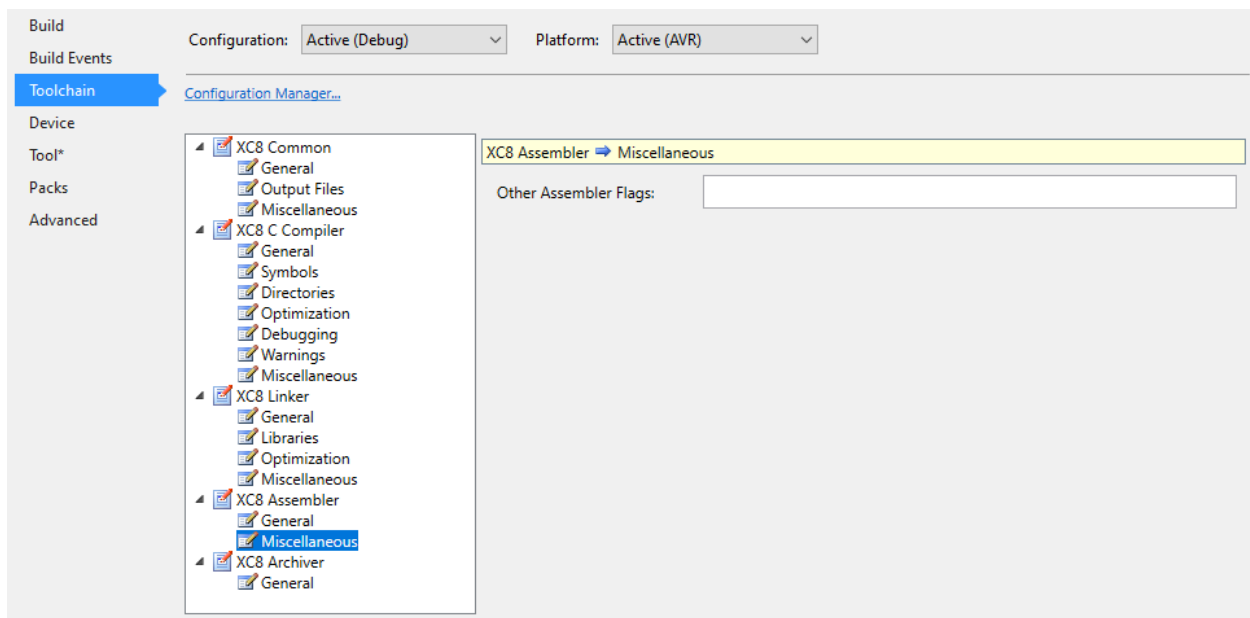 Build
Build Events
Toolchain
Device
Tool*
Packs
Advanced
Configuration: Active (Debug) Platform: Active (AVR)
Configuration Manager...
XC8 Common
General
Output Files
Miscellaneous
XC8 C Compiler
General
Symbols
Directories
Optimization
Debugging
Warnings
Miscellaneous
XC8 Linker
General
Libraries
Optimization
Miscellaneous
XC8 Assembler
General
Miscellaneous
XC8 Archiver
General
XC8 Assembler ➡ Miscellaneous
Other Assembler Flags: